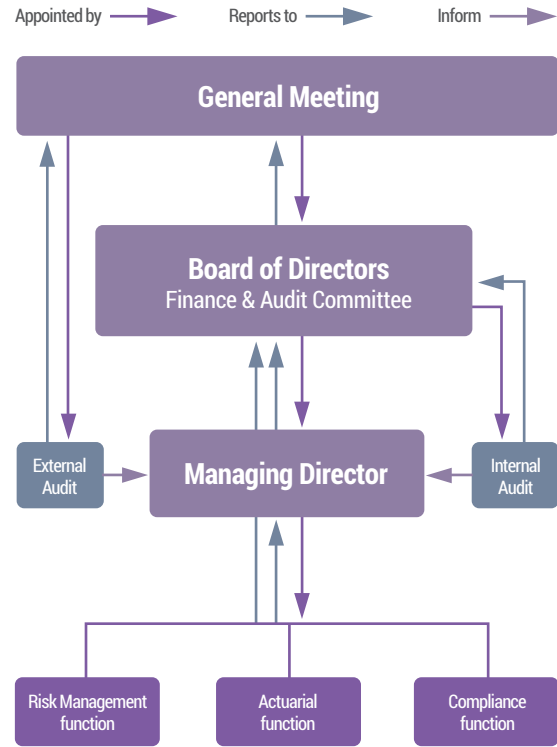 Appointed by
Reports to
Inform
General Meeting
Board of Directors
Finance & Audit Committee
External
Audit
Managing Director
Internal
Audit
Risk Management
function
Actuarial
function
Compliance
function